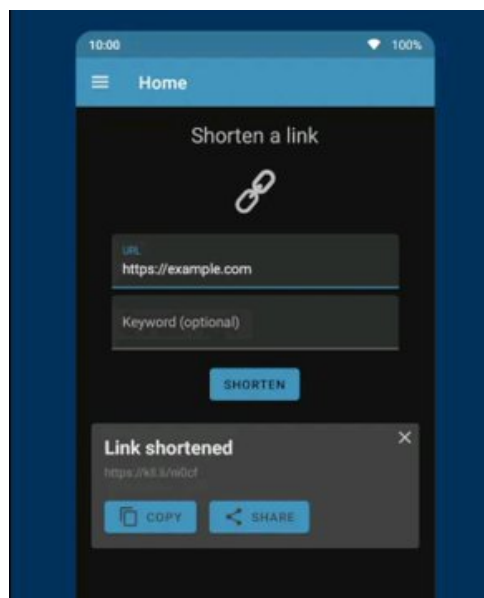 10:00 100%
Home
Shorten a link
URL
https://example.com
Keyword (optional)
SHORTEN
Link shortened
COPY SHARE